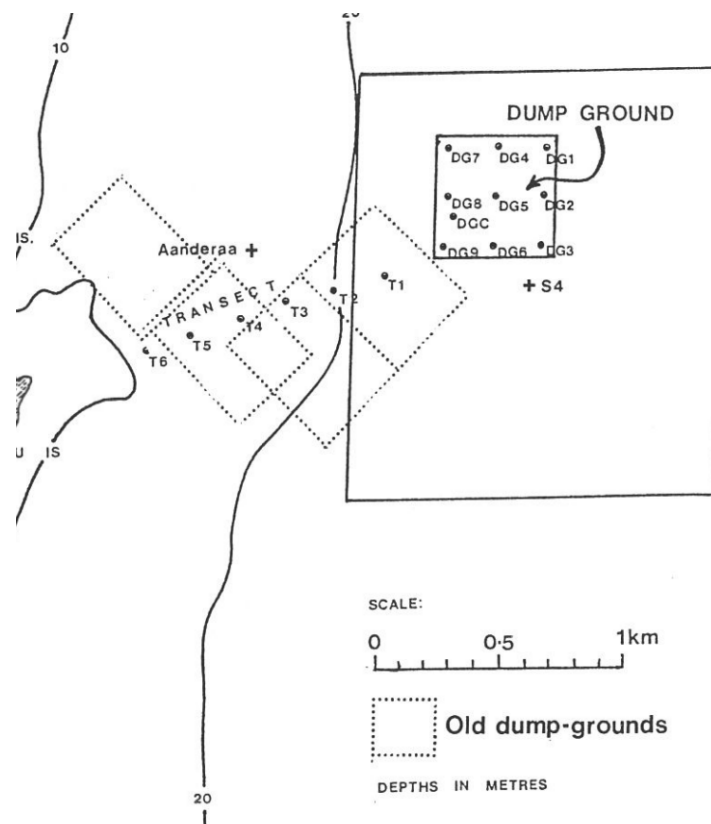 20
10
DUMP GROUND
DG7 DG4 DG1
DG8 DG5 DG2
DGC
DG9 DG6 DG3
IS.
Aanderaa
S4
TRANSECT
T1
T2
T3
T4
T5
T6
U IS
SCALE:
0 0·5 1km
Old dump-grounds
DEPTHS IN METRES
20